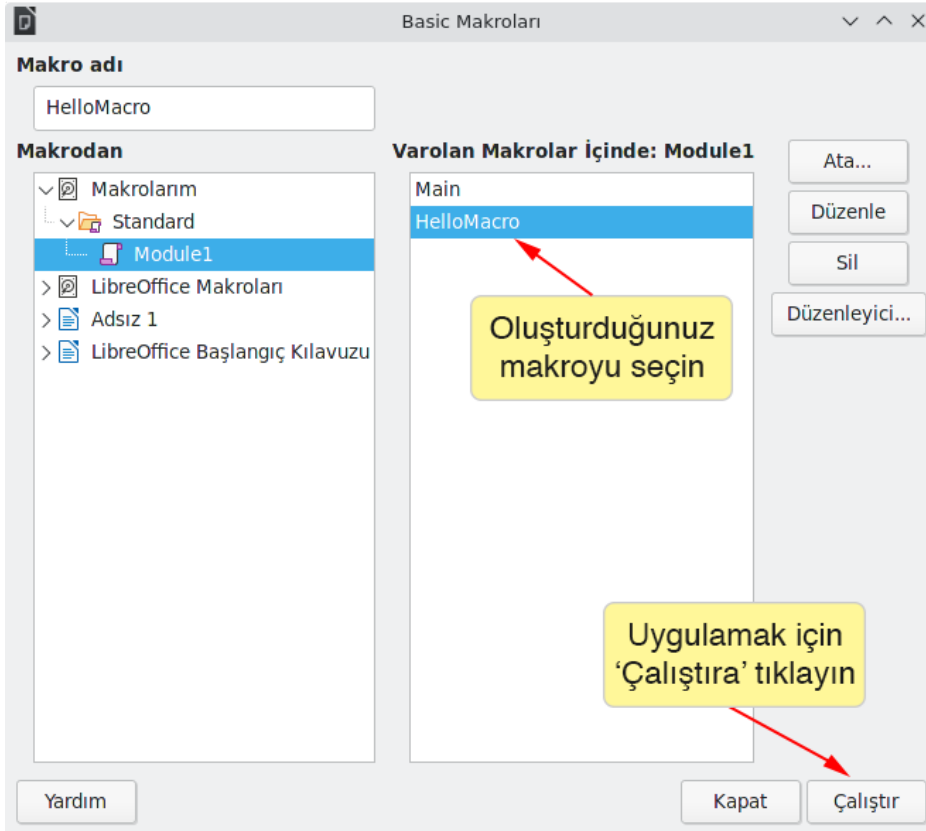 Basic Makroları
Makro adı
HelloMacro
Makrodan
Varolan Makrolar İçinde: Module1
Makrolarım
Standard
Module1
LibreOffice Makroları
Adsız 1
LibreOffice Başlangıç Kılavuzu
Main
HelloMacro
Ata...
Düzenle
Sil
Düzenleyici...
Oluşturduğunuz
makroyu seçin
Uygulamak için
‘Çalıştıra’ tıklayın
Yardım
Kapat
Çalıştır